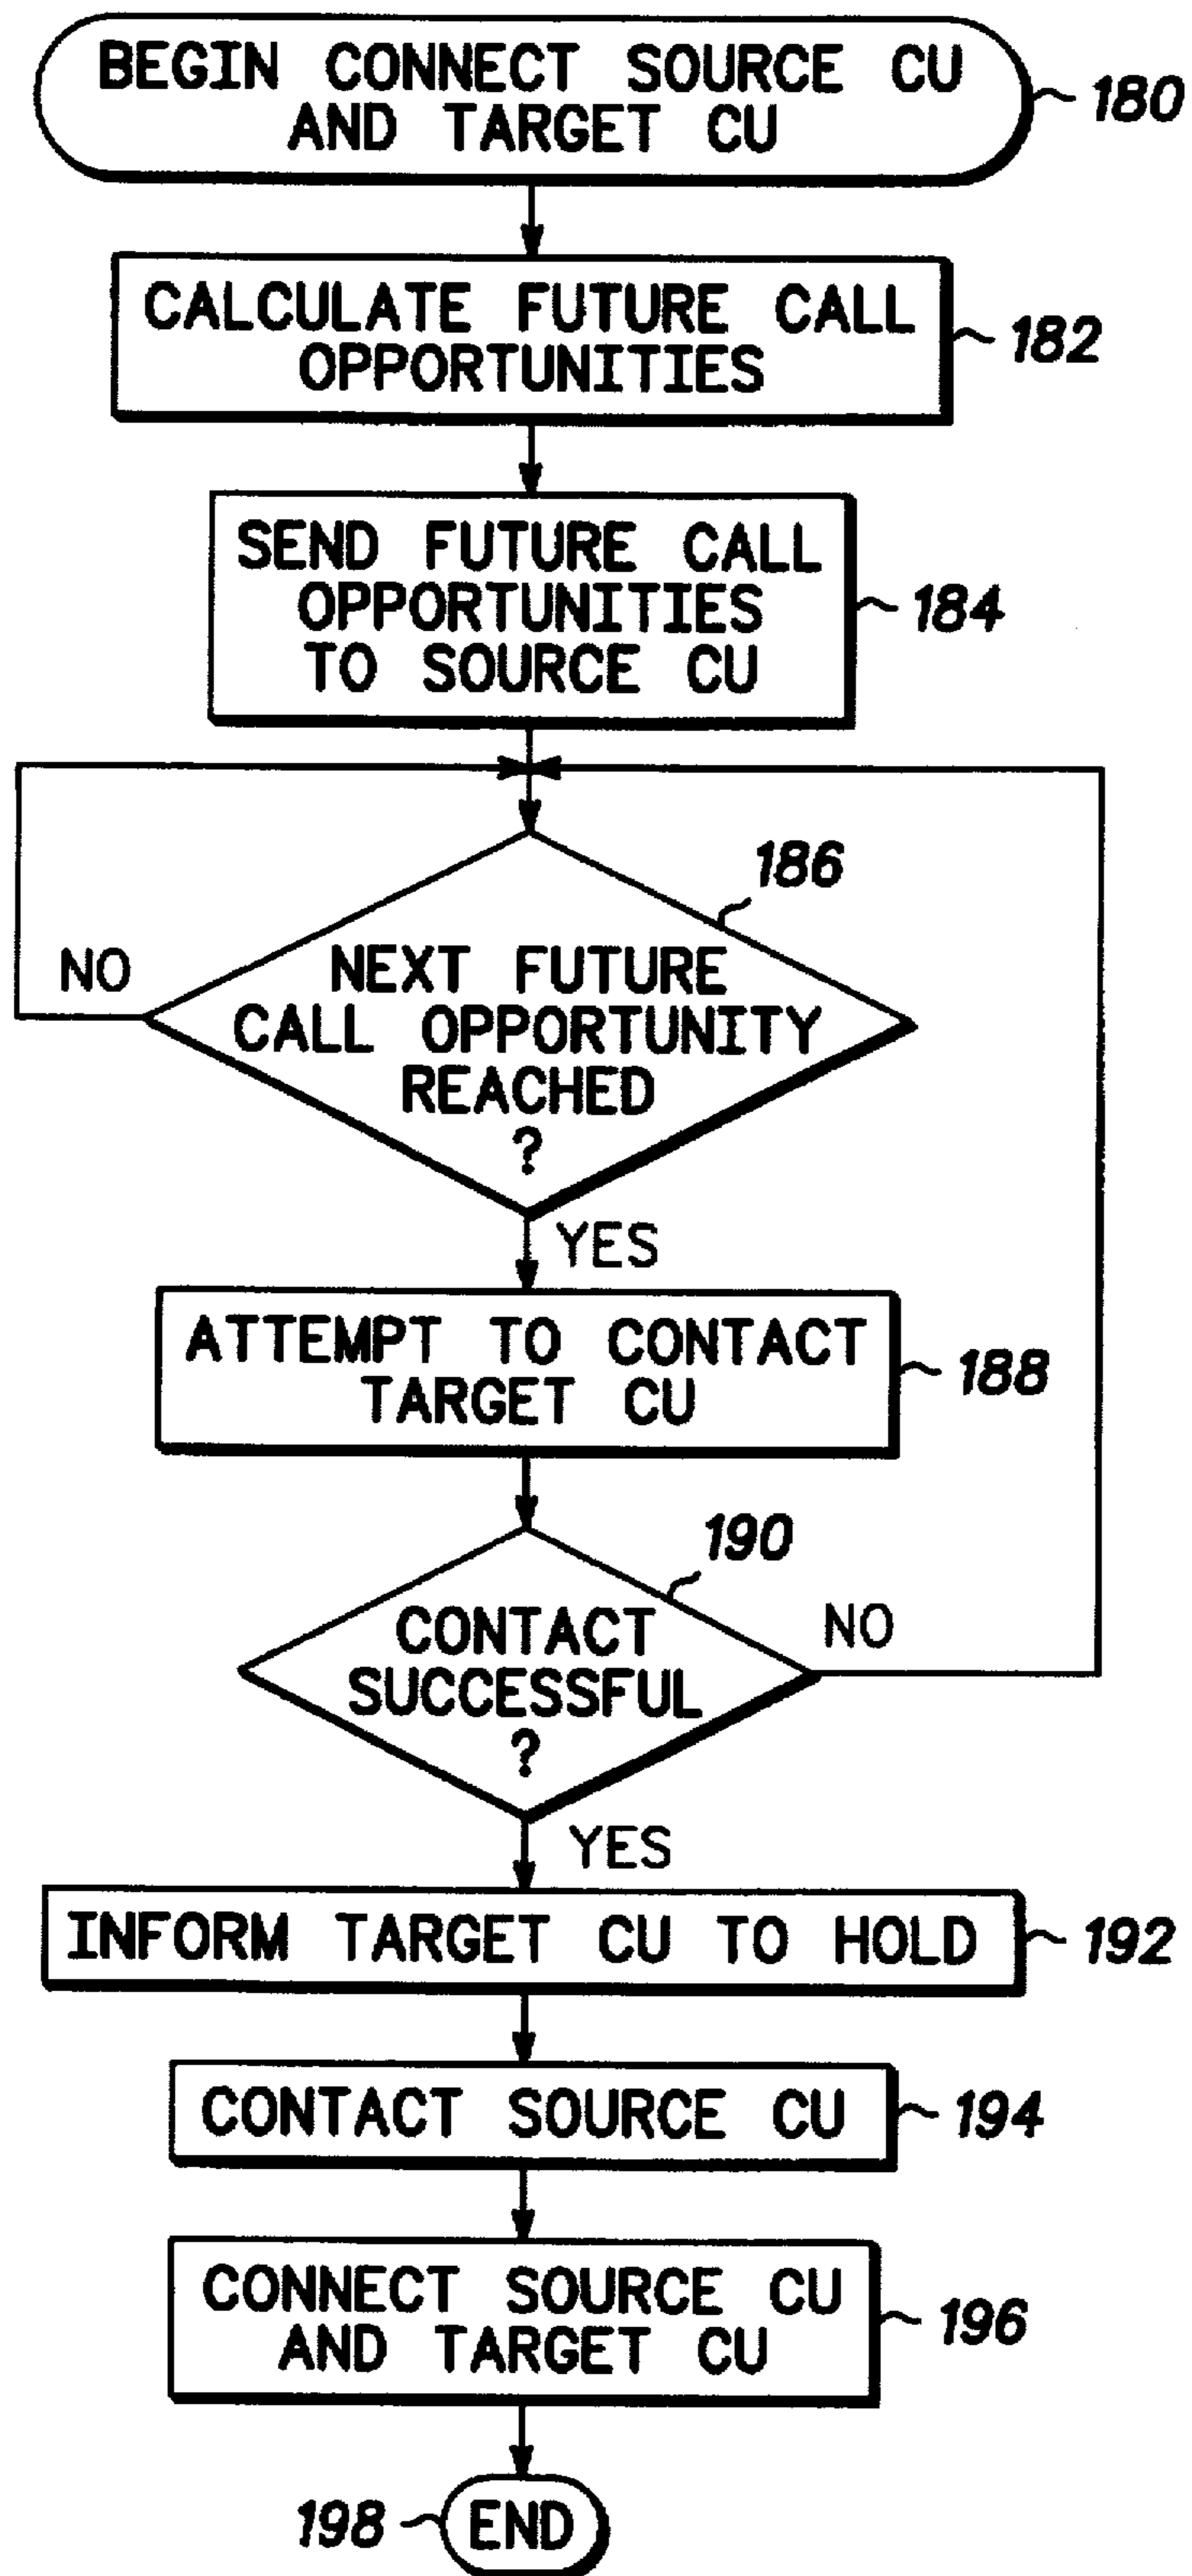 BEGIN CONNECT SOURCE CU
AND TARGET CU
180
CALCULATE FUTURE CALL
OPPORTUNITIES
182
SEND FUTURE CALL
OPPORTUNITIES
TO SOURCE CU
184
186
NO
NEXT FUTURE
CALL OPPORTUNITY
REACHED
?
YES
ATTEMPT TO CONTACT
TARGET CU
188
190
CONTACT
SUCCESSFUL
?
NO
YES
INFORM TARGET CU TO HOLD
192
CONTACT SOURCE CU
194
CONNECT SOURCE CU
AND TARGET CU
196
198
END